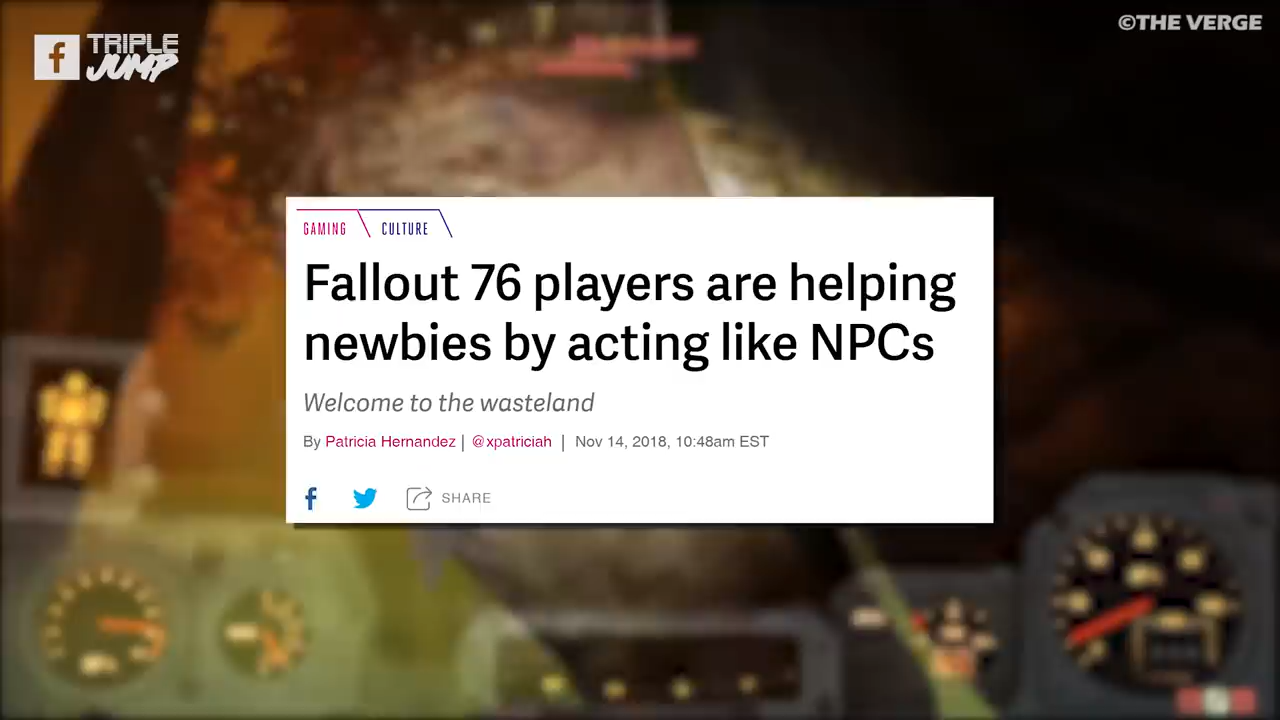 TRIPLE
JUMP
©THE VERGE
GAMING CULTURE
Fallout 76 players are helping
newbies by acting like NPCs
Welcome to the wasteland
By Patricia Hernandez | @xpatriciah | Nov 14, 2018, 10:48am EST
SHARE